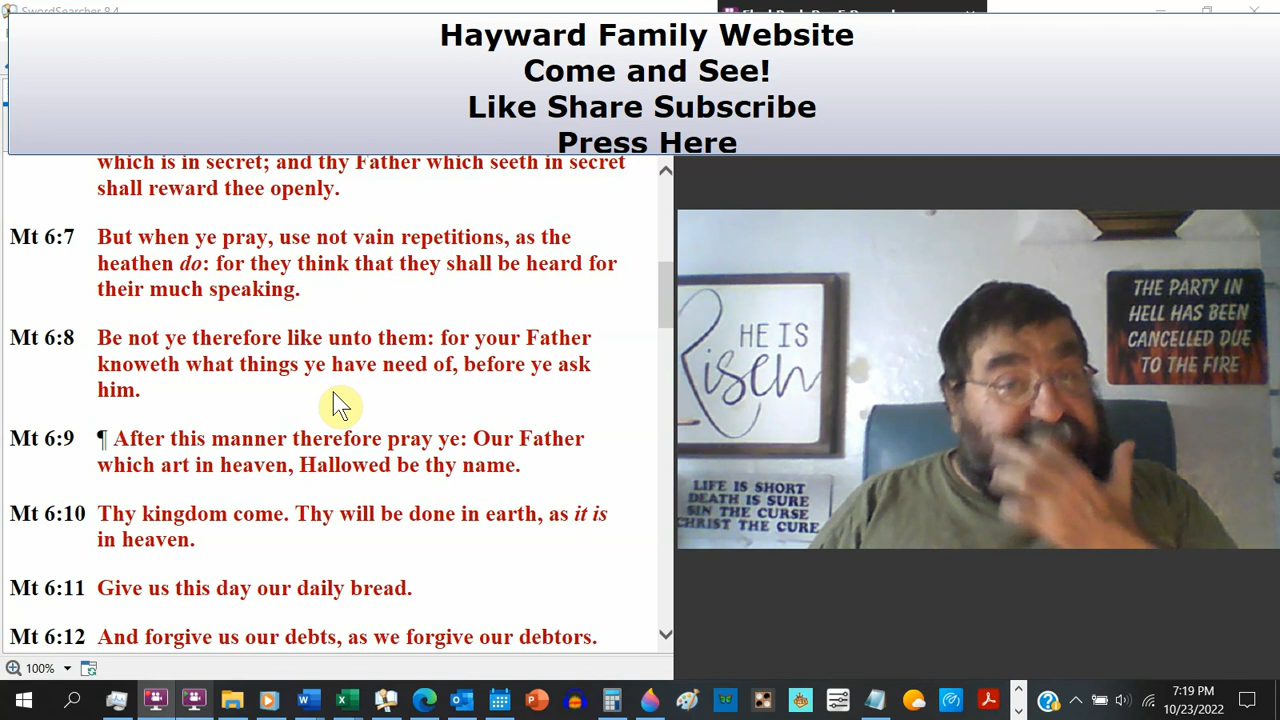 SwordSearcher 8.4
Hayward Family Website
Come and See!
Like Share Subscribe
Press Here
which is in secret; and thy Father which seeth in secret
shall reward thee openly.
Mt 6:7 But when ye pray, use not vain repetitions, as the
heathen do: for they think that they shall be heard for
their much speaking.
Mt 6:8 Be not ye therefore like unto them: for your Father
knoweth what things ye have need of, before ye ask
him.
Mt 6:9 ¶ After this manner therefore pray ye: Our Father
which art in heaven, Hallowed be thy name.
Mt 6:10 Thy kingdom come. Thy will be done in earth, as it is
in heaven.
Mt 6:11 Give us this day our daily bread.
Mt 6:12 And forgive us our debts, as we forgive our debtors.
100%
HE IS
Risen
THE PARTY IN
HELL HAS BEEN
CANCELLED DUE
TO THE FIRE
LIFE IS SHORT
DEATH IS SURE
SIN THE CURSE
CHRIST THE CURE
7:19 PM
10/23/2022